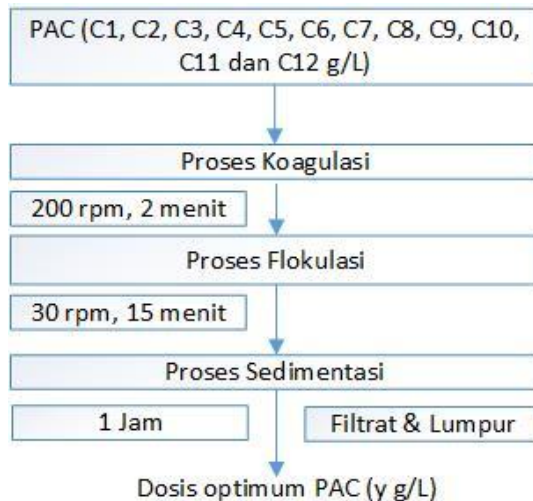 PAC (C1, C2, C3, C4, C5, C6, C7, C8, C9, C10,
C11 dan C12 g/L)
Proses Koagulasi
200 rpm, 2 menit
Proses Flokulasi
30 rpm, 15 menit
Proses Sedimentasi
1 Jam
Filtrat & Lumpur
Dosis optimum PAC (y g/L)